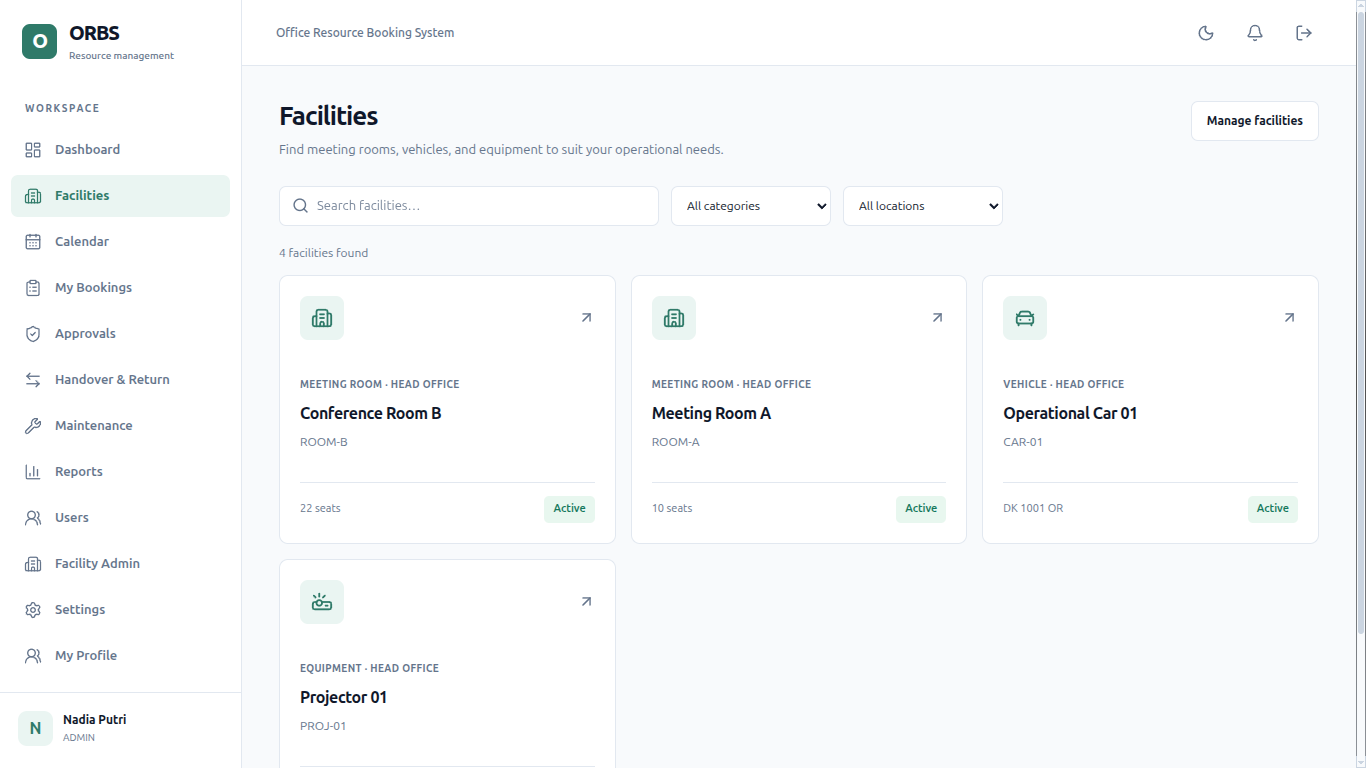 O
ORBS
Resource management
WORKSPACE
Dashboard
Facilities
Calendar
My Bookings
Approvals
Handover & Return
Maintenance
Reports
Users
Facility Admin
Settings
My Profile
N
Nadia Putri
ADMIN
Office Resource Booking System
Facilities
Find meeting rooms, vehicles, and equipment to suit your operational needs.
Manage facilities
Search facilities...
All categories
All locations
4 facilities found
MEETING ROOM · HEAD OFFICE
Conference Room B
ROOM-B
22 seats
Active
MEETING ROOM · HEAD OFFICE
Meeting Room A
ROOM-A
10 seats
Active
VEHICLE · HEAD OFFICE
Operational Car 01
CAR-01
DK 1001 OR
Active
EQUIPMENT · HEAD OFFICE
Projector 01
PROJ-01